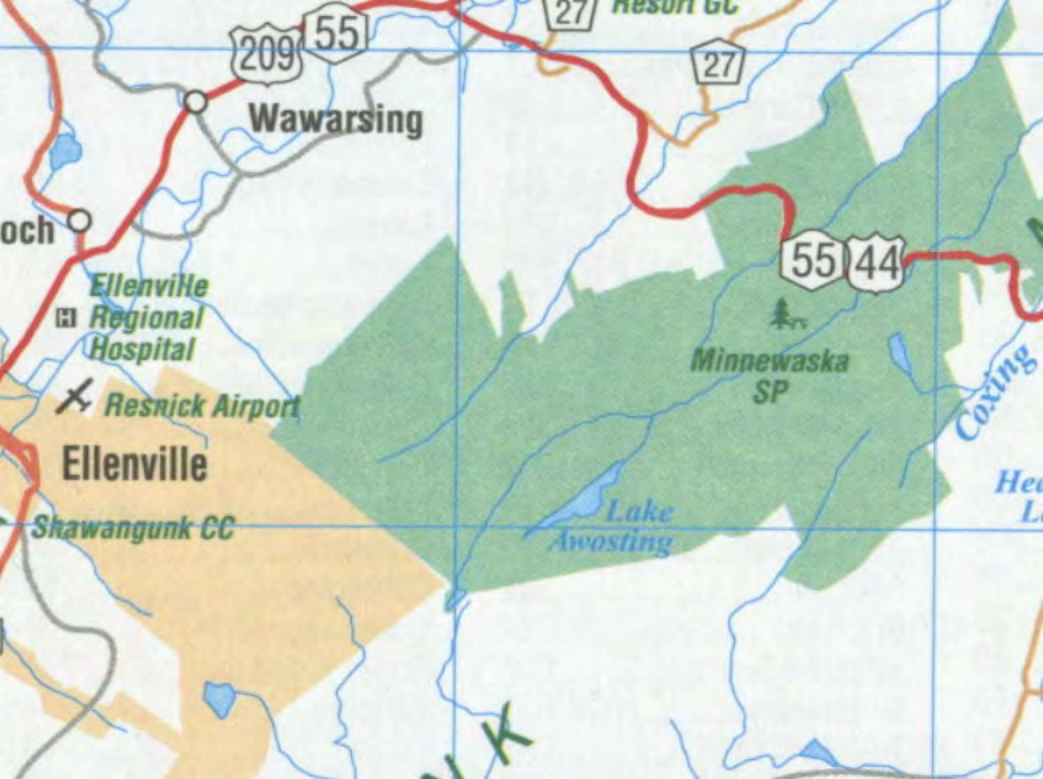 27
Resort GC
55
209
27
Wawarsing
och
55
44
Ellenville
Regional
Hospital
H
Minnewaska
SP
Resnick Airport
Coxing
Ellenville
Hea
Lake
Awosting
Shawangunk CC
K